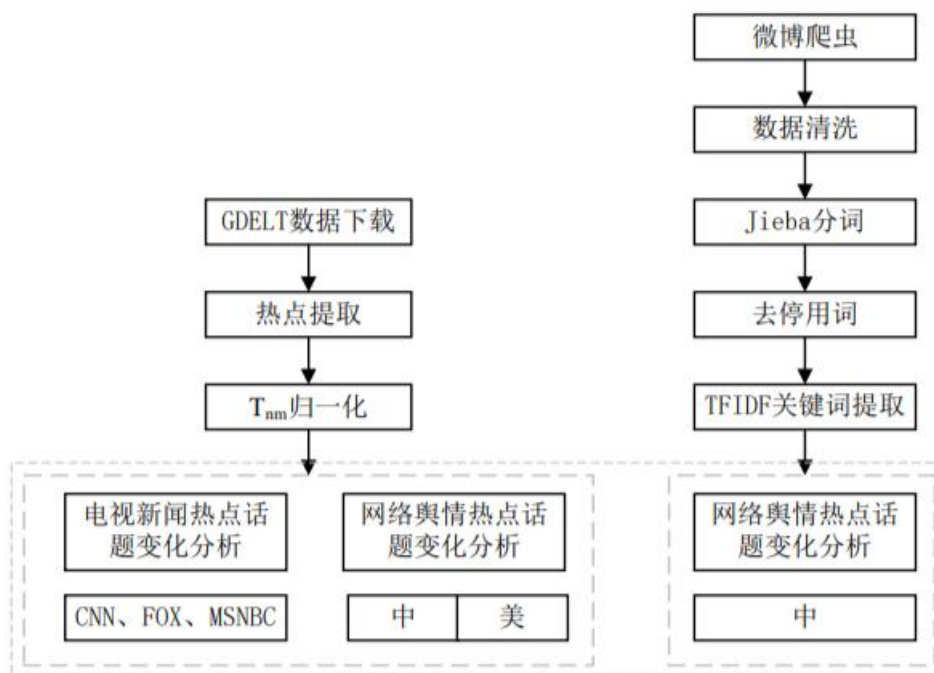 微博爬虫
数据清洗
GDELT数据下载
Jieba分词
热点提取
去停用词
Tnm归一化
TFIDF关键词提取
电视新闻热点话
题变化分析
网络舆情热点话
题变化分析
网络舆情热点话
题变化分析
CNN、FOX、MSNBC
中
美
中